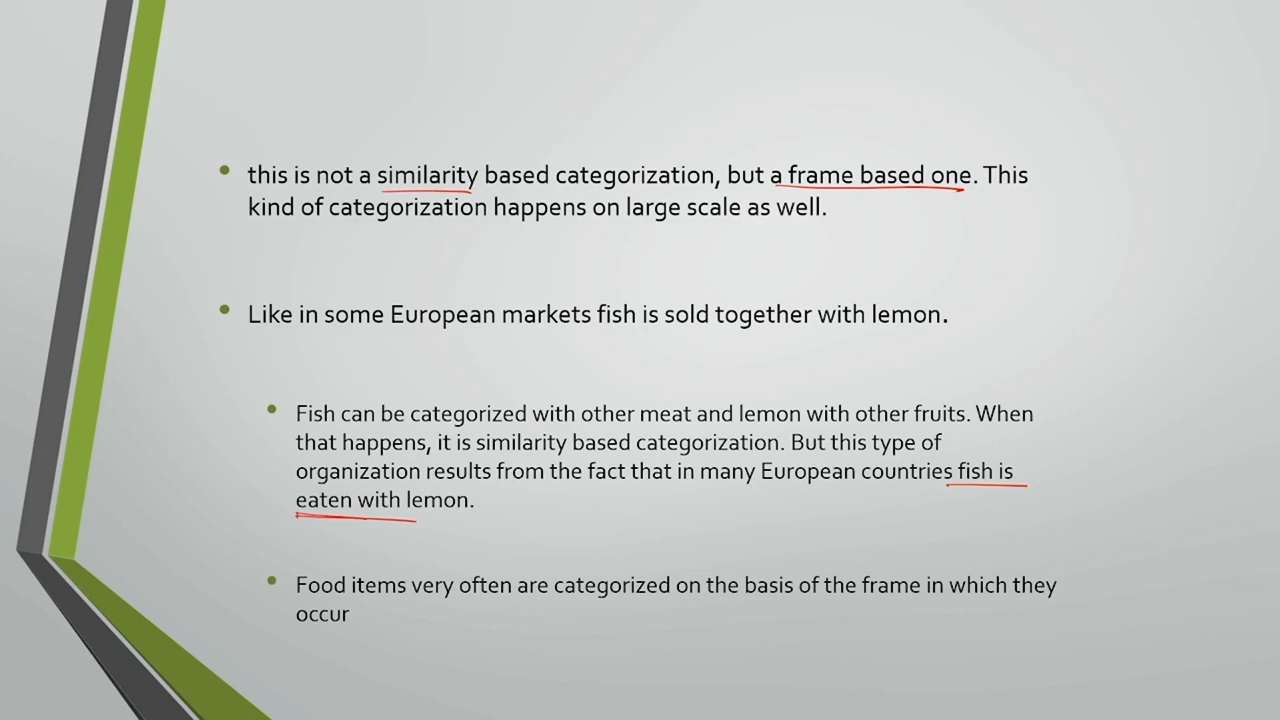 this is not a similarity based categorization, but a frame based one. This
kind of categorization happens on large scale as well.
Like in some European markets fish is sold together with lemon.
Fish can be categorized with other meat and lemon with other fruits. When
that happens, it is similarity based categorization. But this type of
organization results from the fact that in many European countries fish is
eaten with lemon.
Food items very often are categorized on the basis of the frame in which they
occur